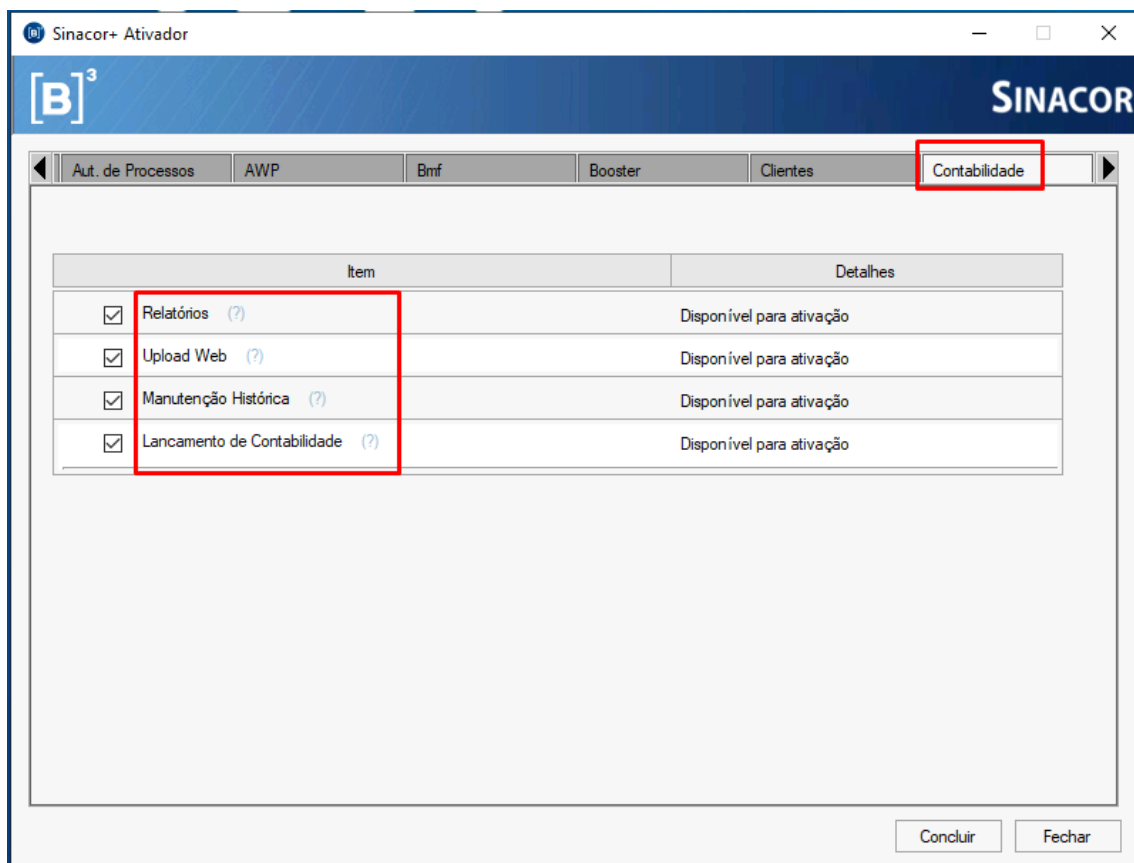 Sinacor+ Ativador
[B]³
SINACOR
Aut. de Processos AWP Bmf Booster Clientes Contabilidade
Item Detalhes
Relatórios (?) Disponível para ativação
Upload Web (?) Disponível para ativação
Manutenção Histórica (?) Disponível para ativação
Lancamento de Contabilidade (?) Disponível para ativação
Concluir Fechar